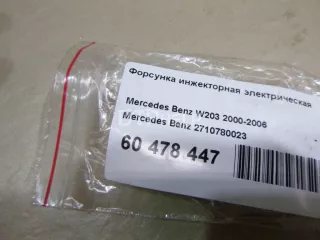 Форсунка инжекторная электрическая
Mercedes Benz W203 2000-2006
Mercedes Benz 2710780023
60 478 447